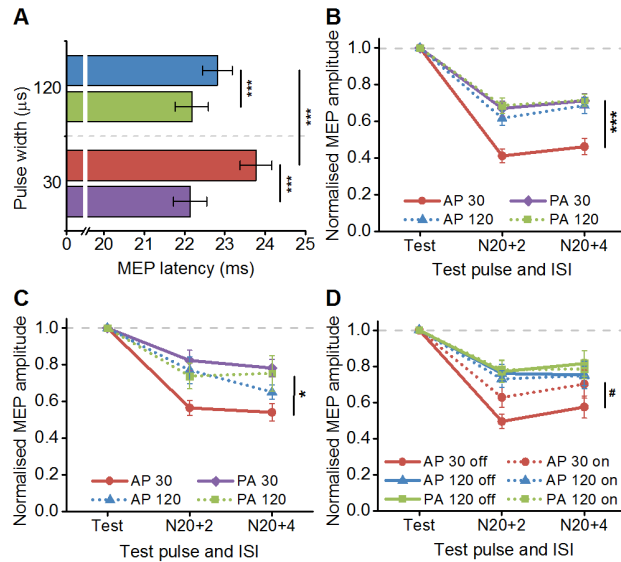 A
Pulse width (µs)
120
30
***
***
***
0 20 21 22 23 24 25
MEP latency (ms)
B
Normalised MEP amplitude
1.0
0.8
0.6
0.4
0.2
0.0
***
AP 30 PA 30
AP 120 PA 120
Test N20+2 N20+4
Test pulse and ISI
C
Normalised MEP amplitude
1.0
0.8
0.6
0.4
0.2
0.0
*
AP 30 PA 30
AP 120 PA 120
Test N20+2 N20+4
Test pulse and ISI
D
Normalised MEP amplitude
1.0
0.8
0.6
0.4
0.2
0.0
#
AP 30 off AP 30 on
AP 120 off AP 120 on
PA 120 off PA 120 on
Test N20+2 N20+4
Test pulse and ISI